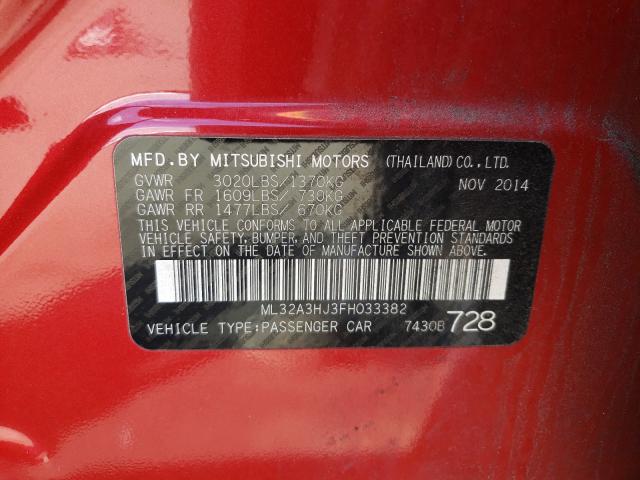 MFD.BY MITSUBISHI MOTORS (THAILAND) CO.,LTD.
GVWR 3020LBS/1370KG NOV 2014
GAWR FR 1609LBS/ 730KG
GAWR RR 1477LBS/ 670KG
THIS VEHICLE CONFORMS TO ALL APPLICABLE FEDERAL MOTOR
VEHICLE SAFETY,BUMPER,AND THEFT PREVENTION STANDARDS
IN EFFECT ON THE DATE OF MANUFACTURE SHOWN ABOVE.
ML32A3HJ3FH033382
VEHICLE TYPE:PASSENGER CAR 7430B 728